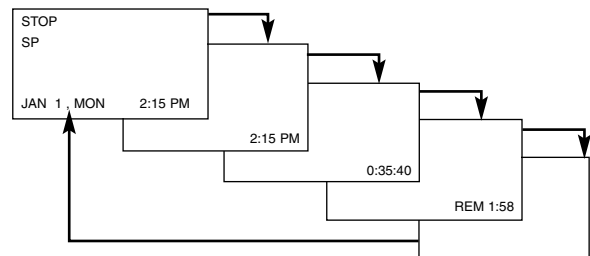 STOP
SP
JAN 1 , MON 2:15 PM
2:15 PM
0:35:40
REM 1:58